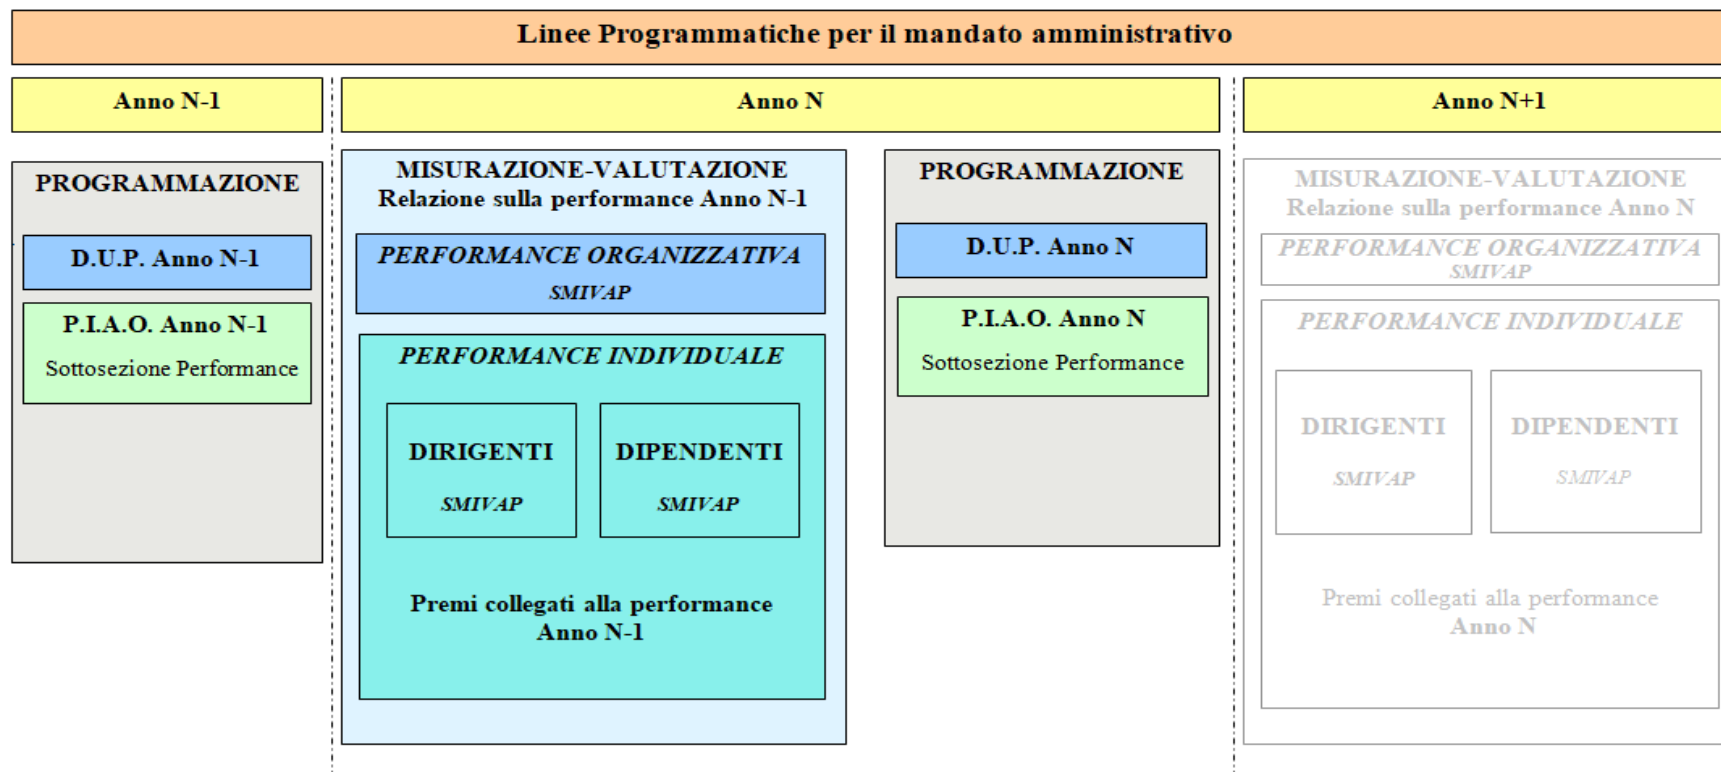 Linee Programmatiche per il mandato amministrativo
Anno N-1
Anno N
Anno N+1
PROGRAMMAZIONE
D.U.P. Anno N-1
P.I.A.O. Anno N-1
Sottosezione Performance
MISURAZIONE-VALUTAZIONE
Relazione sulla performance Anno N-1
PERFORMANCE ORGANIZZATIVA
SMIVAP
PERFORMANCE INDIVIDUALE
DIRIGENTI
SMIVAP
DIPENDENTI
SMIVAP
Premi collegati alla performance
Anno N-1
PROGRAMMAZIONE
D.U.P. Anno N
P.I.A.O. Anno N
Sottosezione Performance
MISURAZIONE-VALUTAZIONE
Relazione sulla performance Anno N
PERFORMANCE ORGANIZZATIVA
SMIVAP
PERFORMANCE INDIVIDUALE
DIRIGENTI
SMIVAP
DIPENDENTI
SMIVAP
Premi collegati alla performance
Anno N